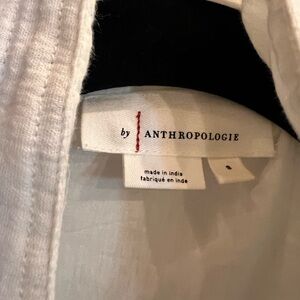 by ANTHROPOLOGIE
made in india
fabriqué en inde